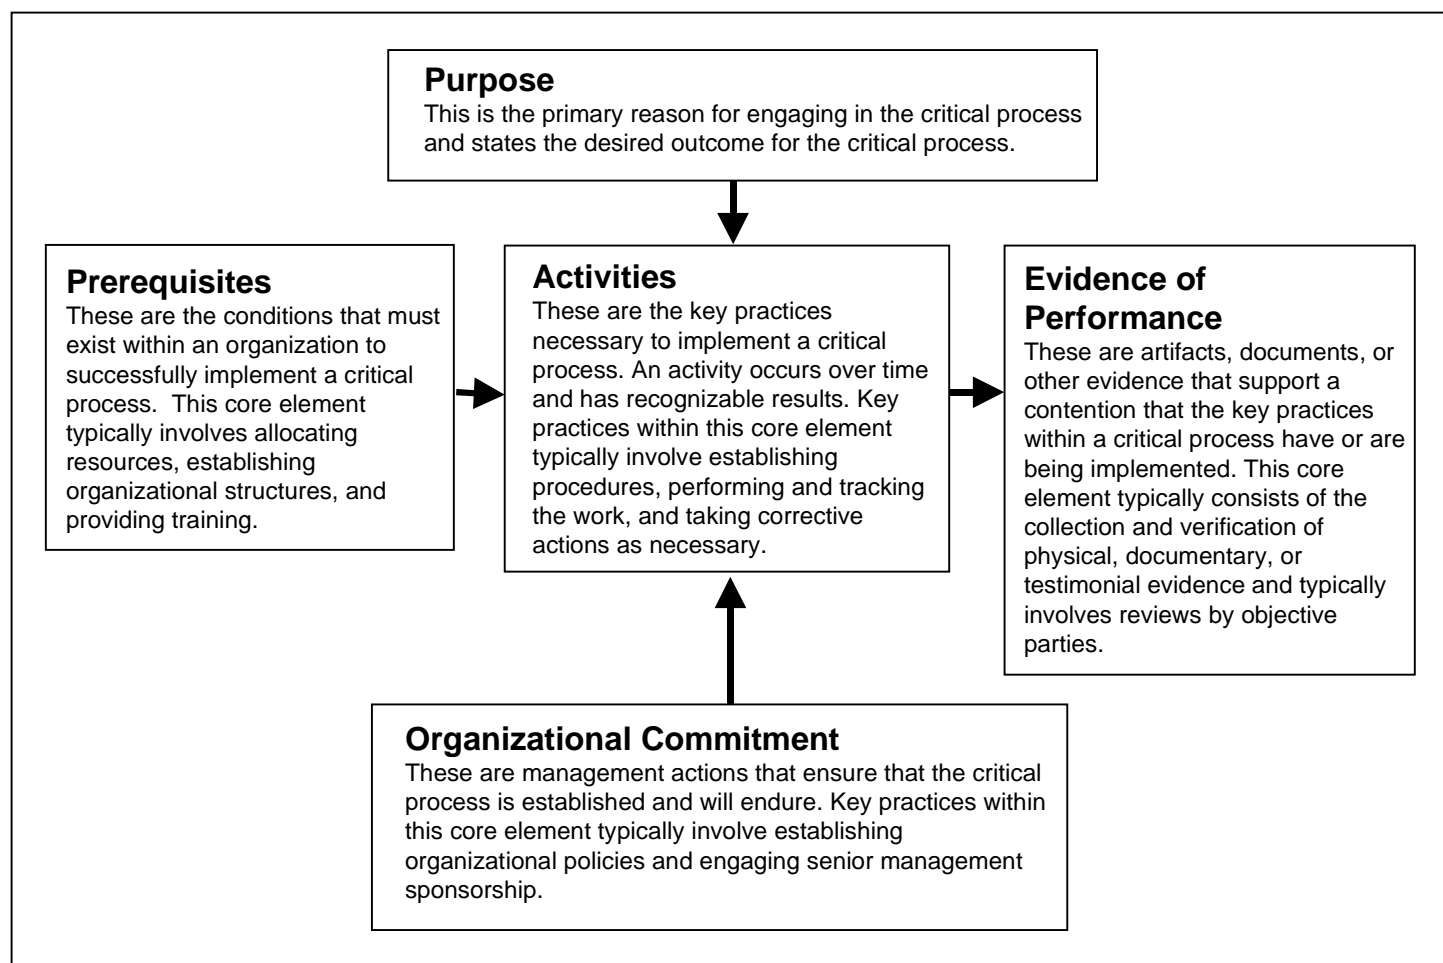 Purpose
This is the primary reason for engaging in the critical process
and states the desired outcome for the critical process.
Prerequisites
These are the conditions that must
exist within an organization to
successfully implement a critical
process.  This core element
typically involves allocating
resources, establishing
organizational structures, and
providing training.
Activities
These are the key practices
necessary to implement a critical
process. An activity occurs over time
and has recognizable results. Key
practices within this core element
typically involve establishing
procedures, performing and tracking
the work, and taking corrective
actions as necessary.
Evidence of
Performance
These are artifacts, documents, or
other evidence that support a
contention that the key practices
within a critical process have or are
being implemented. This core
element typically consists of the
collection and verification of
physical, documentary, or
testimonial evidence and typically
involves reviews by objective
parties.
Organizational Commitment
These are management actions that ensure that the critical
process is established and will endure. Key practices within
this core element typically involve establishing
organizational policies and engaging senior management
sponsorship.